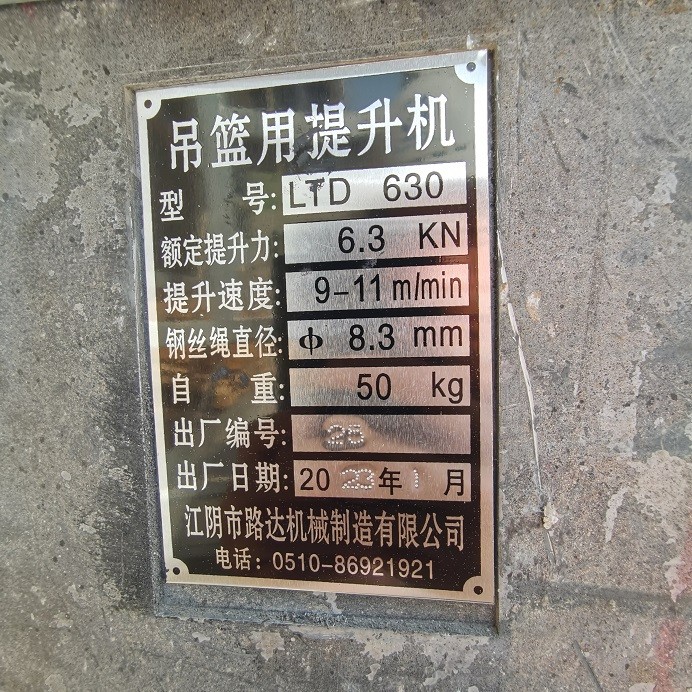 吊篮用提升机
型 号: LTD 630
额定提升力: 6.3 KN
提升速度: 9-11 m/min
钢丝绳直径: ф 8.3 mm
自 重: 50 kg
出厂编号: 25
出厂日期: 2023年1月
江阴市路达机械制造有限公司
电话: 0510-86921921